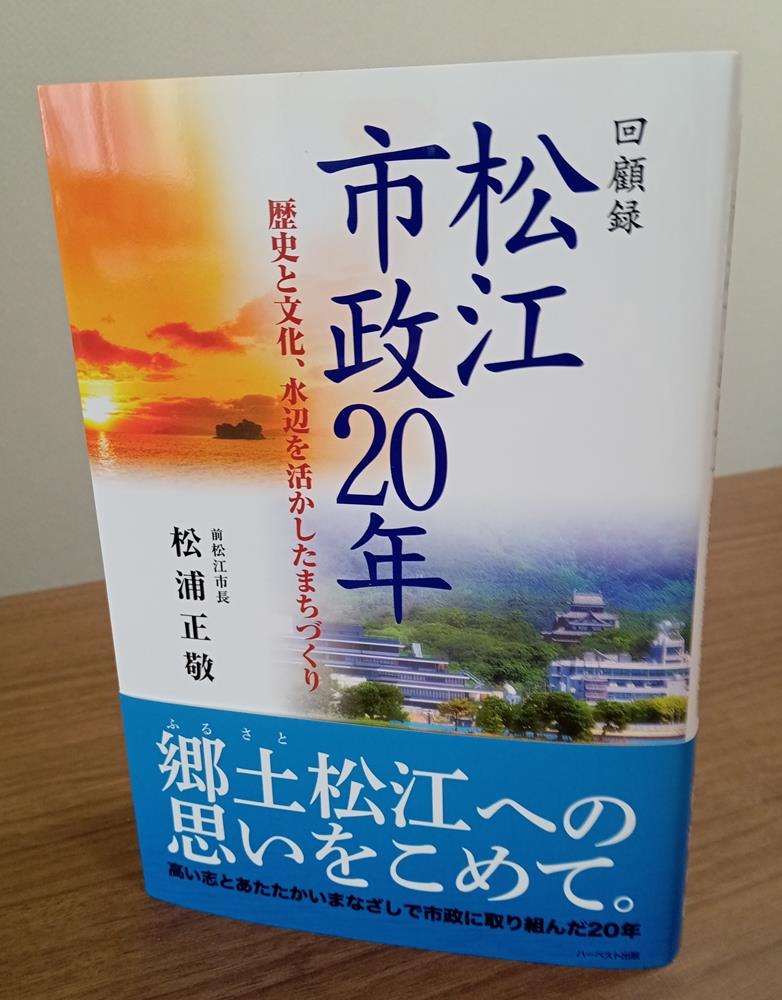 回顧録
松江
市政20年
歴史と文化、水辺を活かしたまちづくり
前松江市長
松浦正敬
ふるさと
郷土松江への
思いをこめて。
高い志とあたたかいまなざしで市政に取り組んだ20年
ハーベスト出版